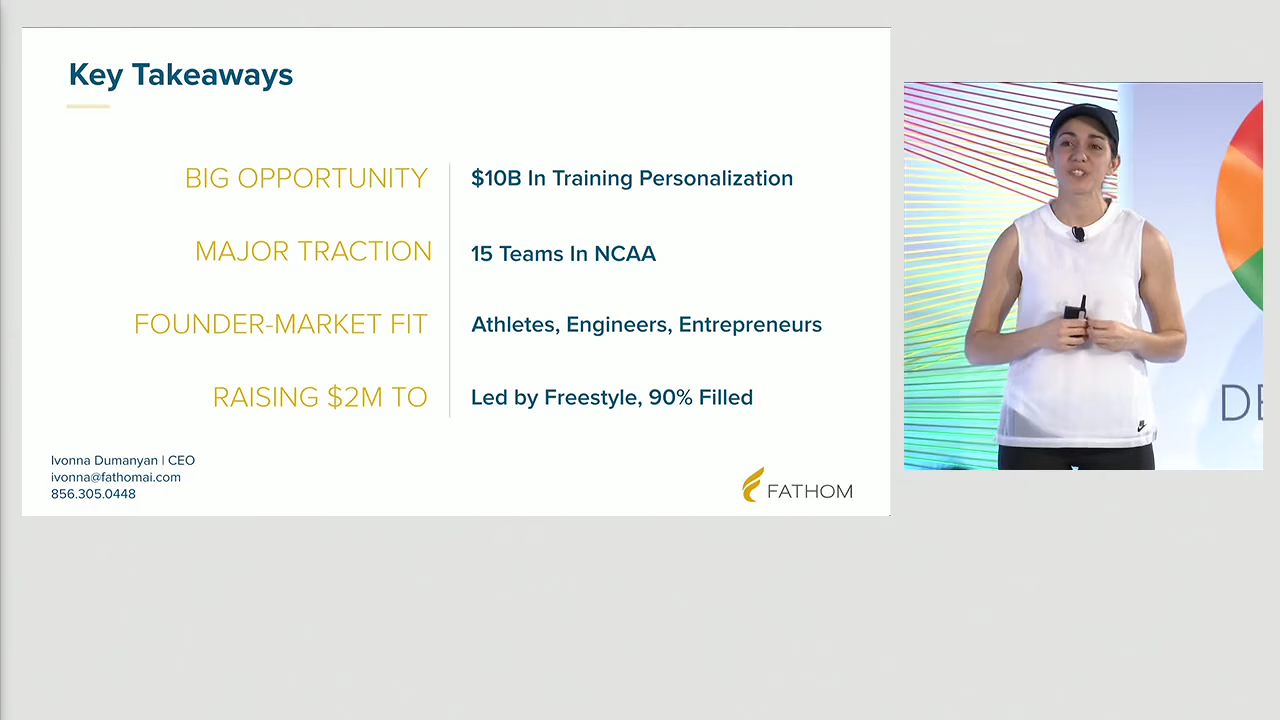 Key Takeaways
BIG OPPORTUNITY
$10B In Training Personalization
MAJOR TRACTION
15 Teams In NCAA
FOUNDER-MARKET FIT
Athletes, Engineers, Entrepreneurs
RAISING $2M TO
Led by Freestyle, 90% Filled
Ivonna Dumanyan | CEO
ivonna@fathomai.com
856.305.0448
FATHOM
DE